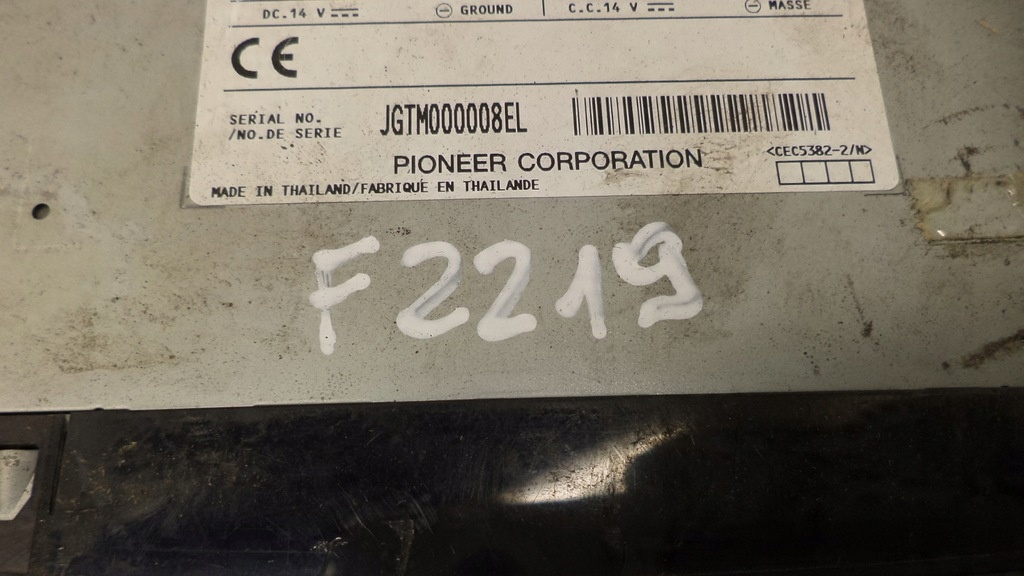 DC.14 V ⎓ ⊖ GROUND | C.C.14 V ⎓ ⊖ MASSE
CE
SERIAL NO.
/NO.DE SERIE JGTM000008EL
PIONEER CORPORATION <CEC5382-2/N>
MADE IN THAILAND/FABRIQUÉ EN THAILANDE
F2219